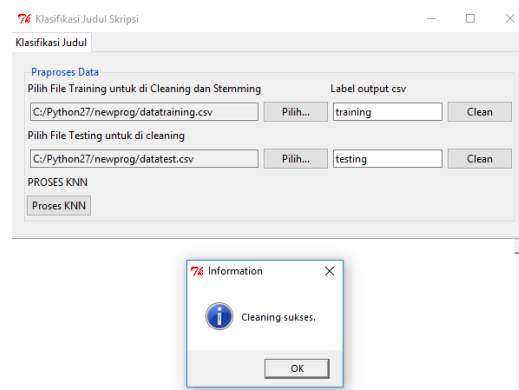 Klasifikasi Judul Skripsi
Klasifikasi Judul
Praproses Data
Pilih File Training untuk di Cleaning dan Stemming Label output csv
C:/Python27/newprog/datatraining.csv Pilih... training Clean
Pilih File Testing untuk di cleaning
C:/Python27/newprog/datatest.csv Pilih... testing Clean
PROSES KNN
Proses KNN
Information
Cleaning sukses.
OK